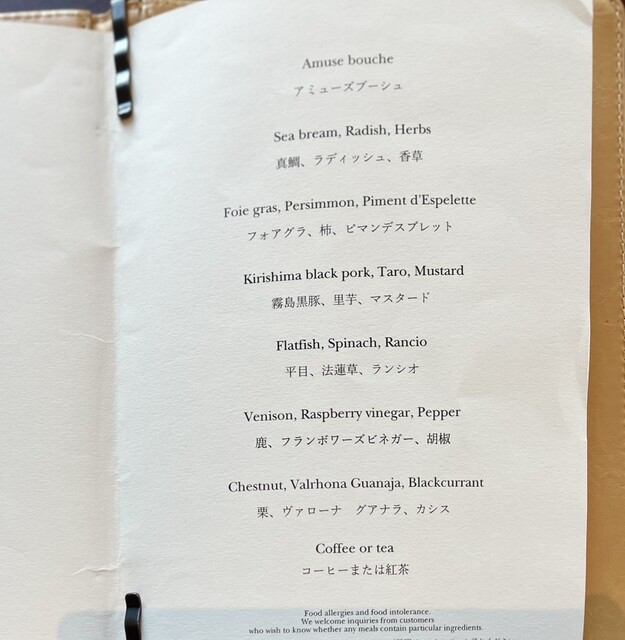 Amuse bouche
アミューズブーシュ
Sea bream, Radish, Herbs
真鯛、ラディッシュ、香草
Foie gras, Persimmon, Piment d'Espelette
フォアグラ、柿、ピマンデスプレット
Kirishima black pork, Taro, Mustard
霧島黒豚、里芋、マスタード
Flatfish, Spinach, Rancio
平目、法蓮草、ランシオ
Venison, Raspberry vinegar, Pepper
鹿、フランボワーズビネガー、胡椒
Chestnut, Valrhona Guanaja, Blackcurrant
栗、ヴァローナ　グアナラ、カシス
Coffee or tea
コーヒーまたは紅茶
Food allergies and food intolerance.
We welcome inquiries from customers
who wish to know whether any meals contain particular ingredients.